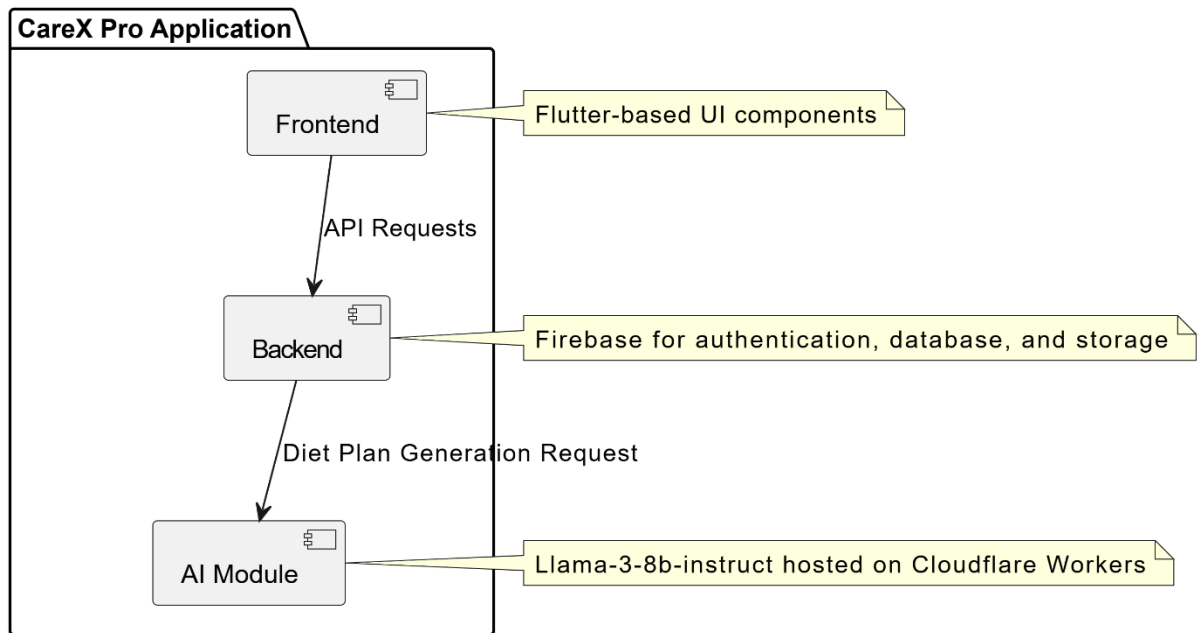 CareX Pro Application
Frontend
Flutter-based UI components
API Requests
Backend
Firebase for authentication, database, and storage
Diet Plan Generation Request
AI Module
Llama-3-8b-instruct hosted on Cloudflare Workers